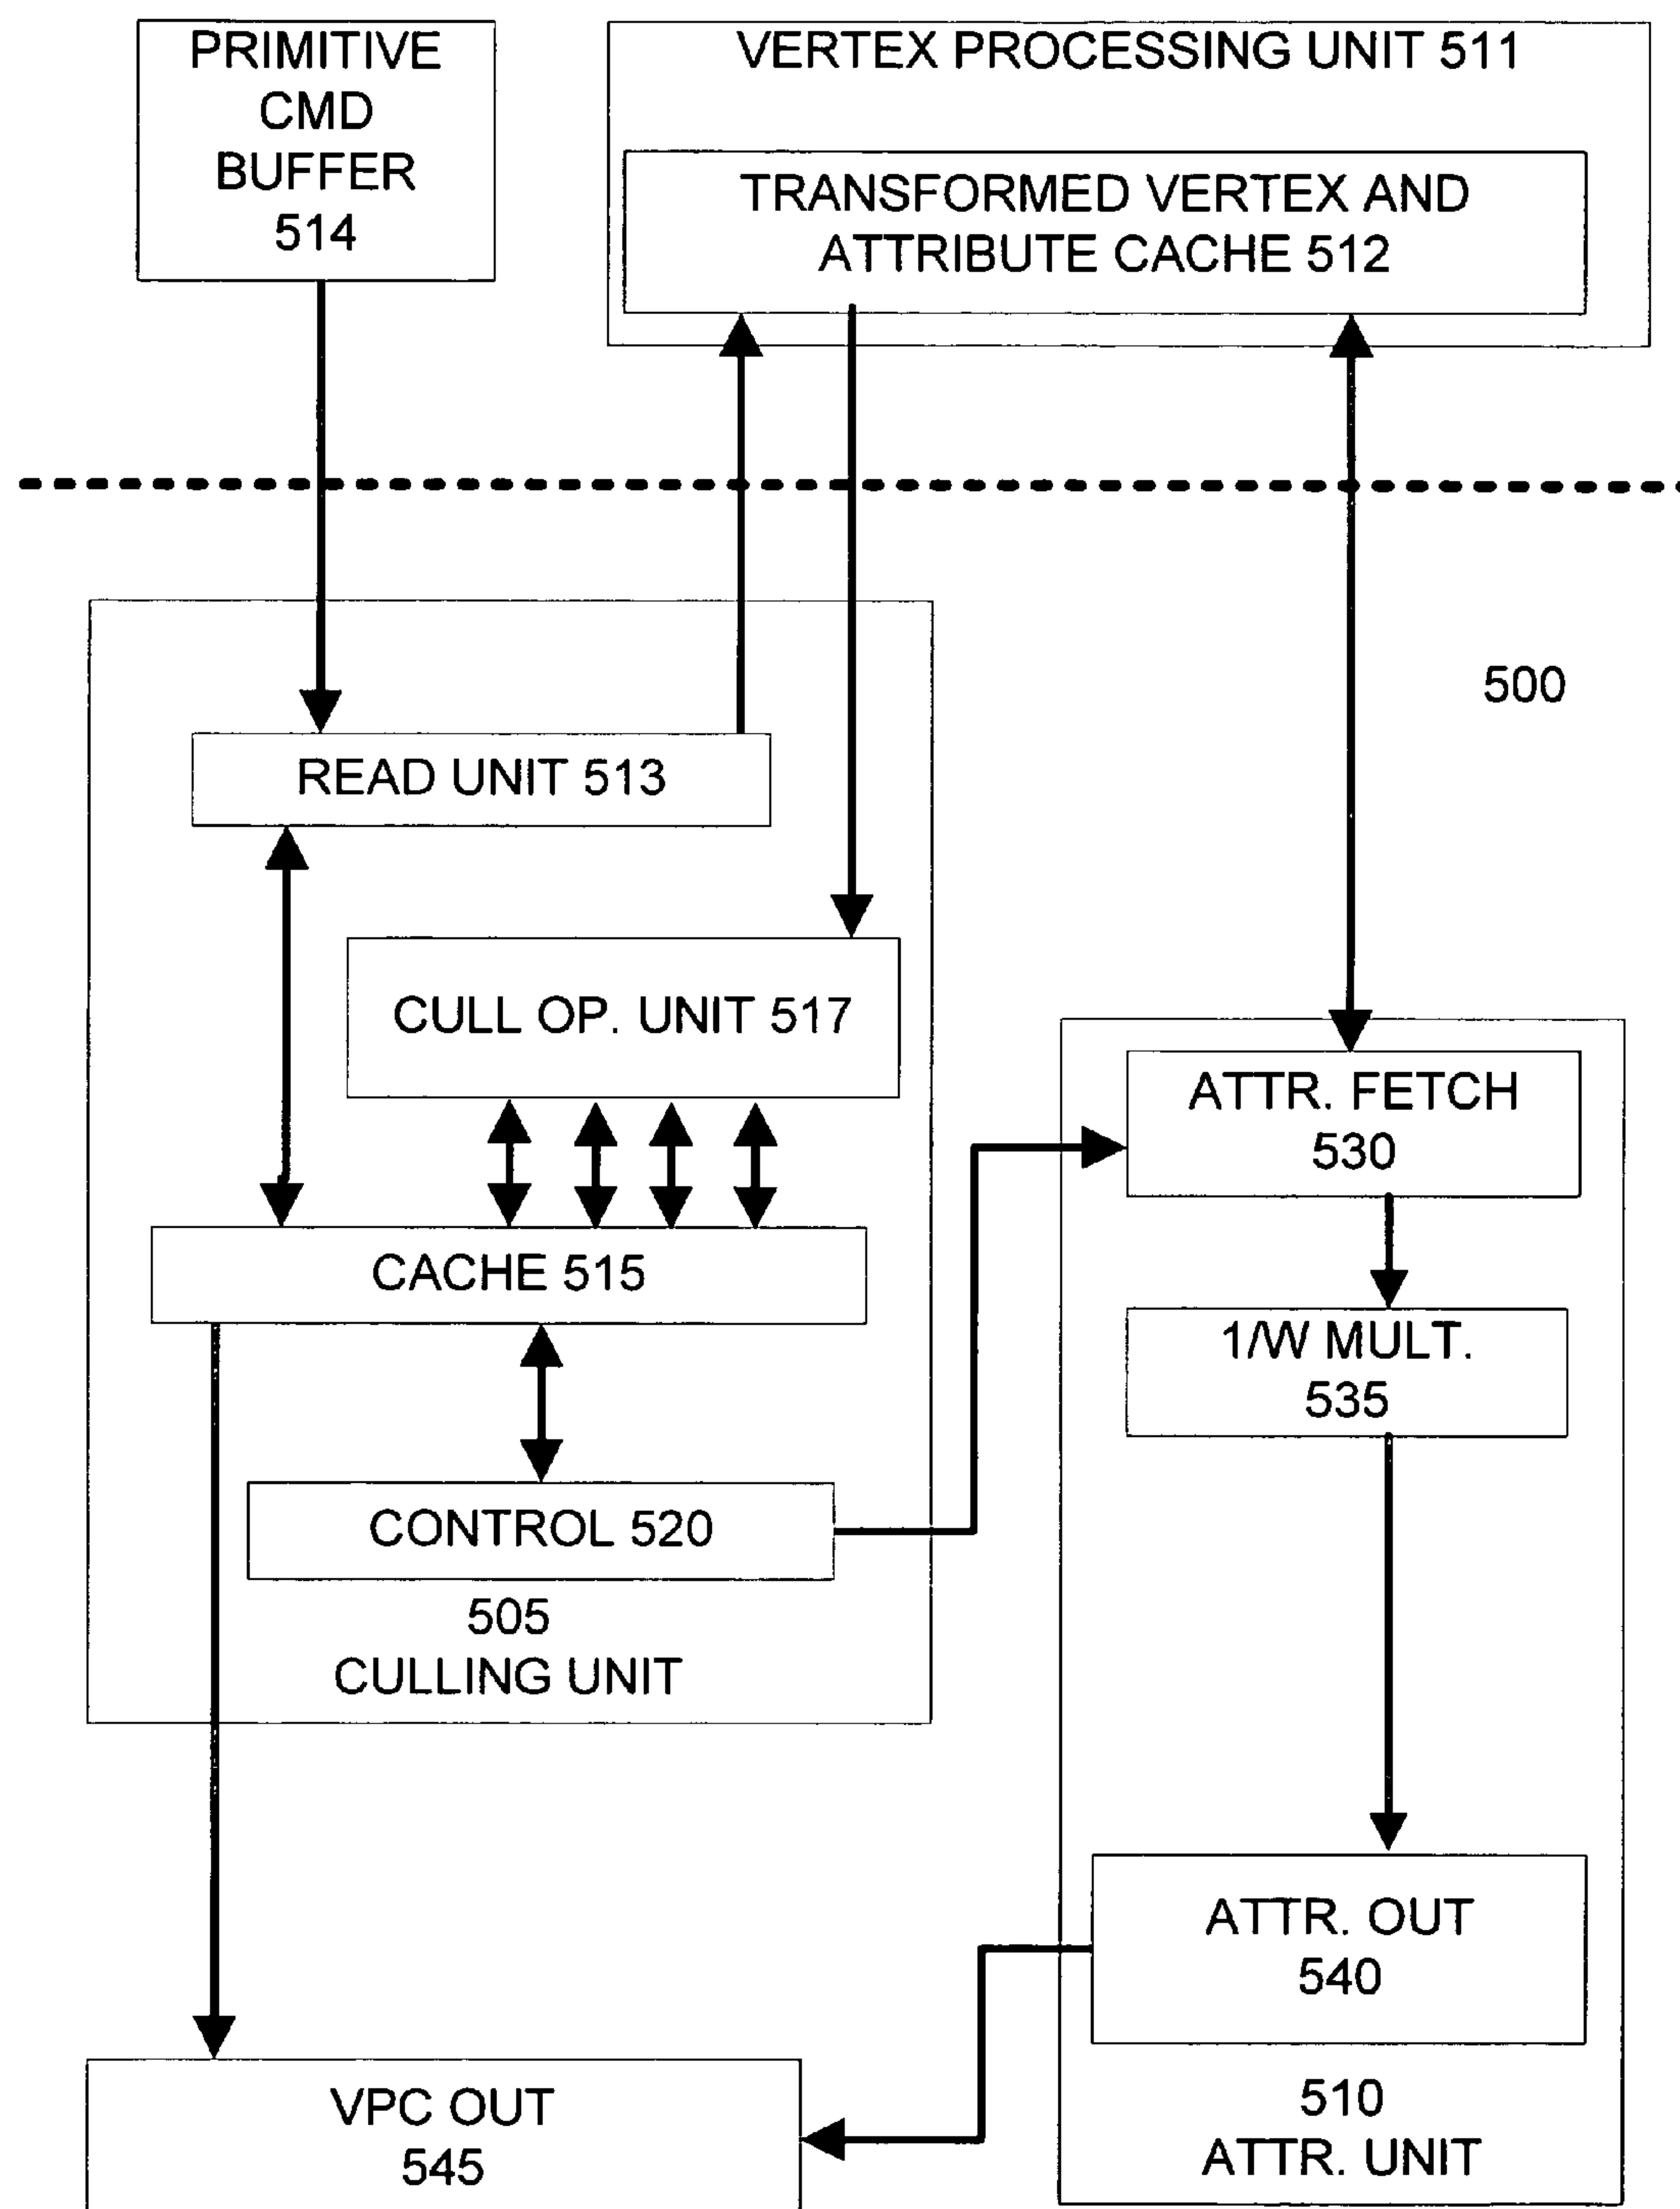 PRIMITIVE
CMD
BUFFER
514
VERTEX PROCESSING UNIT 511
TRANSFORMED VERTEX AND
ATTRIBUTE CACHE 512
500
READ UNIT 513
CULL OP. UNIT 517
ATTR. FETCH
530
CACHE 515
1/W MULT.
535
CONTROL 520
505
CULLING UNIT
ATTR. OUT
540
510
ATTR. UNIT
VPC OUT
545